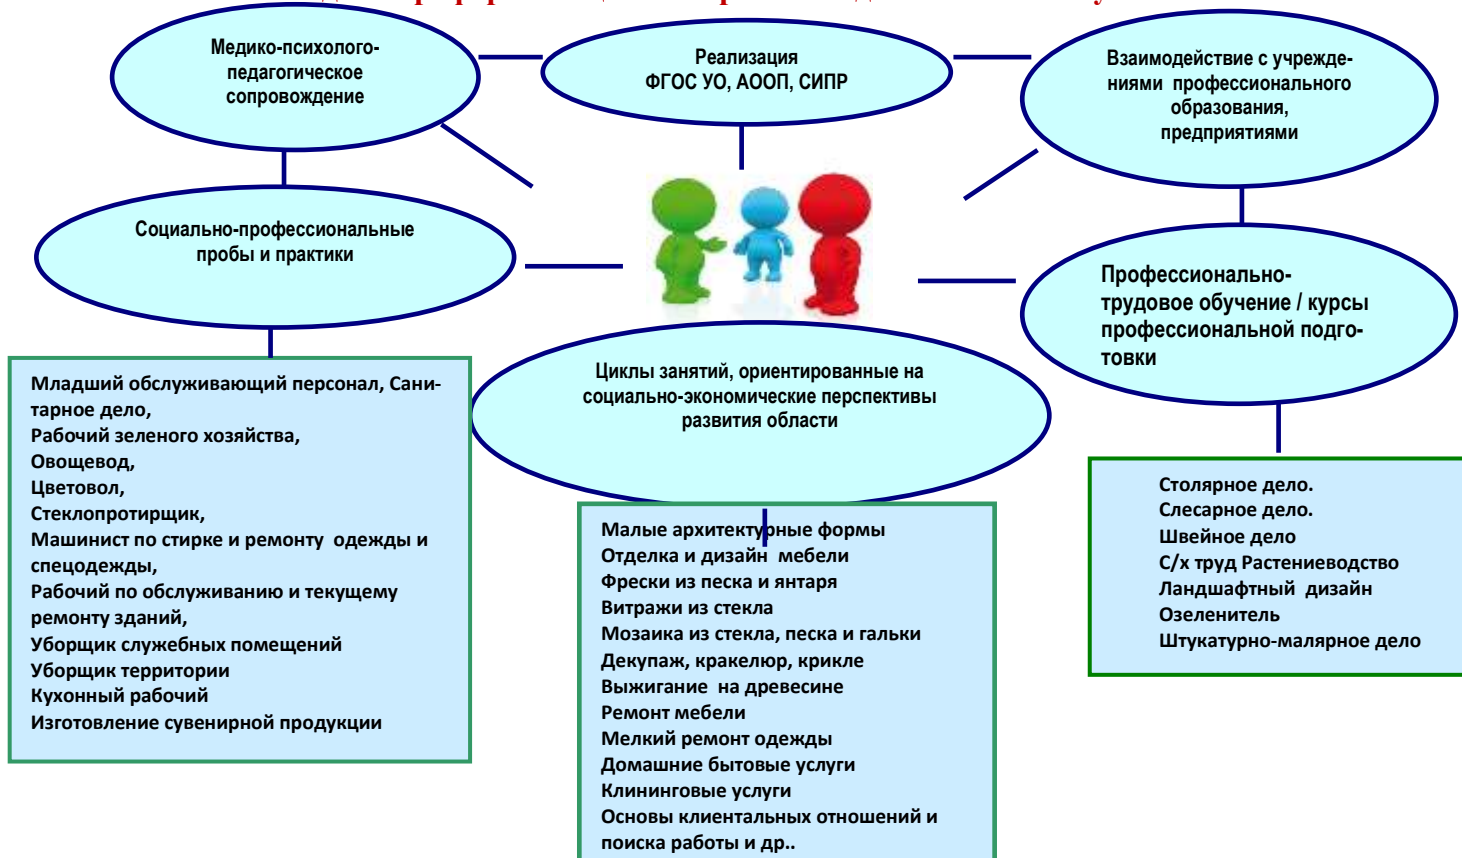 Медико-психолого-
педагогическое
сопровождение
Реализация
ФГОС УО, АООП, СИПР
Взаимодействие с учрежде-
ниями профессионального
образования,
предприятиями
Социально-профессиональные
пробы и практики
Профессионально-
трудовое обучение / курсы
профессиональной подго-
товки
Циклы занятий, ориентированные на
социально-экономические перспективы
развития области
Младший обслуживающий персонал, Сани-
тарное дело,
Рабочий зеленого хозяйства,
Овощевод,
Цветовол,
Стеклопротирщик,
Машинист по стирке и ремонту одежды и
спецодежды,
Рабочий по обслуживанию и текущему
ремонту зданий,
Уборщик служебных помещений
Уборщик территории
Кухонный рабочий
Изготовление сувенирной продукции
Малые архитектурные формы
Отделка и дизайн мебели
Фрески из песка и янтаря
Витражи из стекла
Мозаика из стекла, песка и гальки
Декупаж, кракелюр, крикле
Выжигание на древесине
Ремонт мебели
Мелкий ремонт одежды
Домашние бытовые услуги
Клининговые услуги
Основы клиентальных отношений и
поиска работы и др..
Столярное дело.
Слесарное дело.
Швейное дело
С/х труд Растениеводство
Ландшафтный дизайн
Озеленитель
Штукатурно-малярное дело